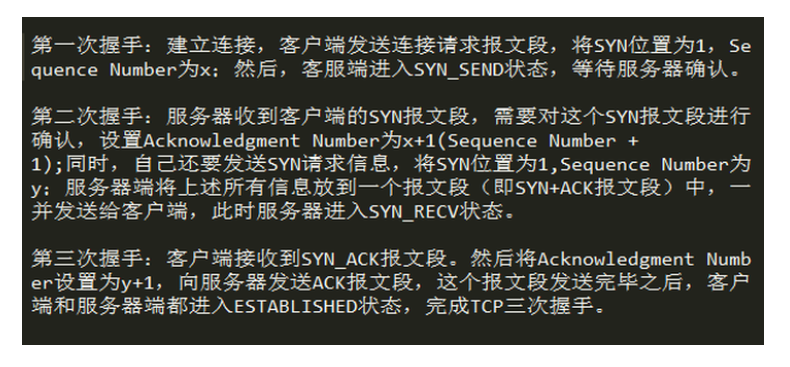 第一次握手：建立连接，客户端发送连接请求报文段，将SYN位置为1，Se
quence Number为x；然后，客服端进入SYN_SEND状态，等待服务器确认。
第二次握手：服务器收到客户端的SYN报文段，需要对这个SYN报文段进行
确认，设置Acknowledgment Number为x+1(Sequence Number +
1);同时，自己还要发送SYN请求信息，将SYN位置为1,Sequence Number为
y；服务器端将上述所有信息放到一个报文段（即SYN+ACK报文段）中，一
并发送给客户端，此时服务器进入SYN_RECV状态。
第三次握手：客户端接收到SYN_ACK报文段。然后将Acknowledgment Numb
er设置为y+1，向服务器发送ACK报文段，这个报文段发送完毕之后，客户
端和服务器端都进入ESTABLISHED状态，完成TCP三次握手。